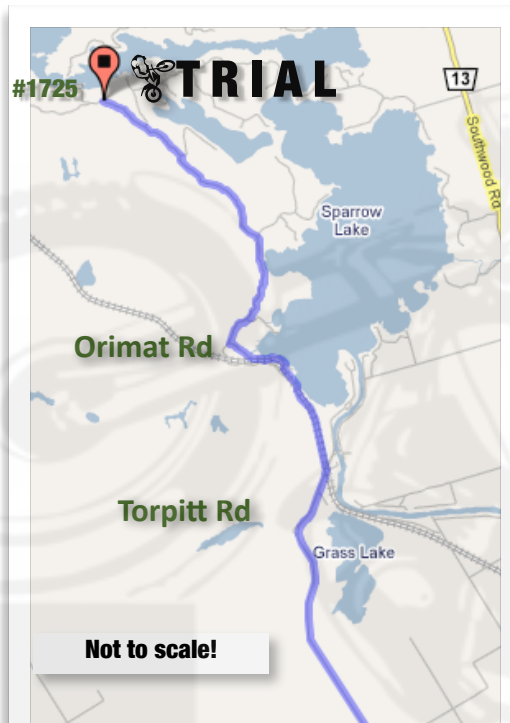 #1725
TRIAL
13
Southwood Rd
Sparrow
Lake
Orimat Rd
Torpitt Rd
Grass Lake
Not to scale!